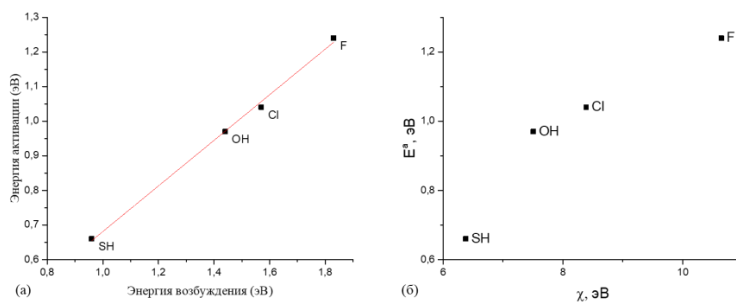 Энергия активации (эВ)
1,3
1,2
1,1
1,0
0,9
0,8
0,7
0,6
F
Cl
OH
SH
0,8
1,0
1,2
1,4
1,6
1,8
(а)
Энергия возбуждения (эВ)
Eᵃ, эВ
1,2
1,0
0,8
0,6
F
Cl
OH
SH
6
8
10
(б)
χ, эВ